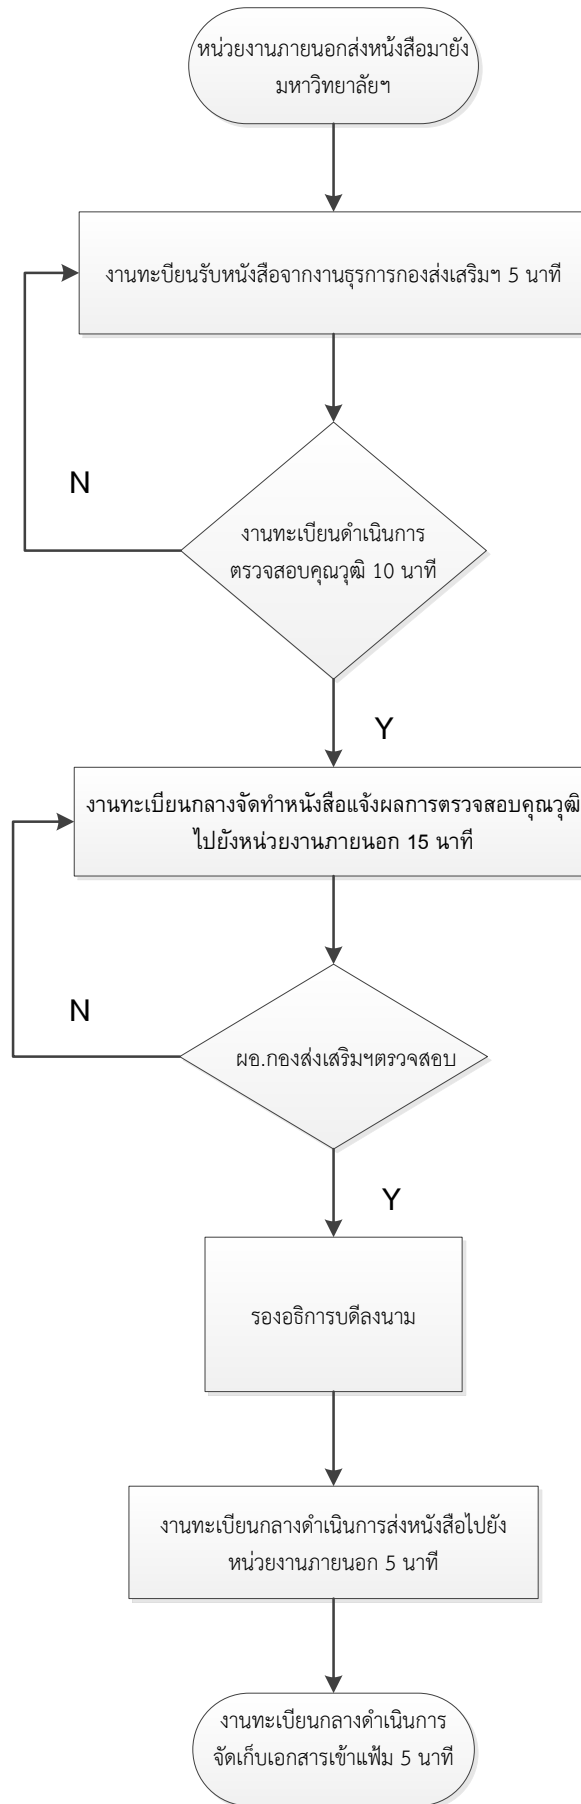 หน่วยงานภายนอกส่งหน้งสือมายัง
มหาวิทยาลัยฯ
งานทะบียนรับหนังสือจากงานธุรการกองส่งเสริมฯ 5 นาที
N
งานทะเบียนดำเนินการ
ตรวจสอบคุณวุฒิ 10 นาที
Y
งานทะเบียนกลางจัดทำหนังสือแจ้งผลการตรวจสอบคุณวุฒิ
ไปยังหน่วยงานภายนอก 15 นาที
N
ผอ.กองส่งเสริมฯตรวจสอบ
Y
รองอธิการบดีลงนาม
งานทะเบียนกลางดำเนินการส่งหนังสือไปยัง
หน่วยงานภายนอก 5 นาที
งานทะเบียนกลางดำเนินการ
จัดเก็บเอกสารเข้าแฟ้ม 5 นาที